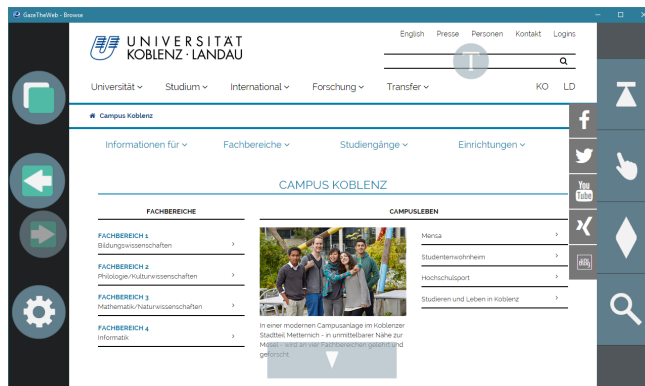 GazeTheWeb - Browse
English Presse Personen Kontakt Logins
UNIVERSITÄT
KOBLENZ · LANDAU
T
Universität Studium International Forschung Transfer KO LD
Campus Koblenz
Informationen für Fachbereiche Studiengänge Einrichtungen
CAMPUS KOBLENZ
FACHBEREICHE
FACHBEREICH 1
Bildungswissenschaften
FACHBEREICH 2
Philologie/Kulturwissenschaften
FACHBEREICH 3
Mathematik/Naturwissenschaften
FACHBEREICH 4
Informatik
CAMPUSLEBEN
In einer modernen Campusanlage im Koblenzer
Stadtteil Metternich - in unmittelbarer Nähe zur
Mosel - wird an vier Fachbereichen gelehrt und
geforscht.
Mensa
Studentenwohnheim
Hochschulsport
Studieren und Leben in Koblenz
f
You
Tube